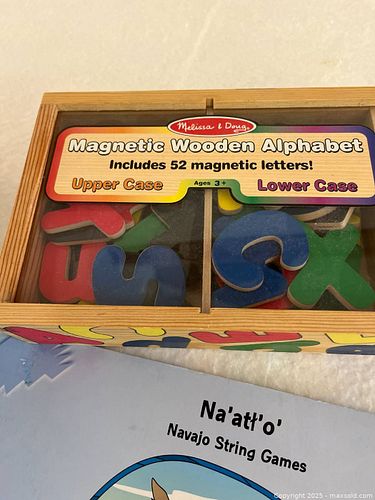 Melissa & Doug
Magnetic Wooden Alphabet
Includes 52 magnetic letters!
Upper Case
Ages 3+
Lower Case
Na'atł'o'
Navajo String Games
Copyright 2025 - maxsold.com